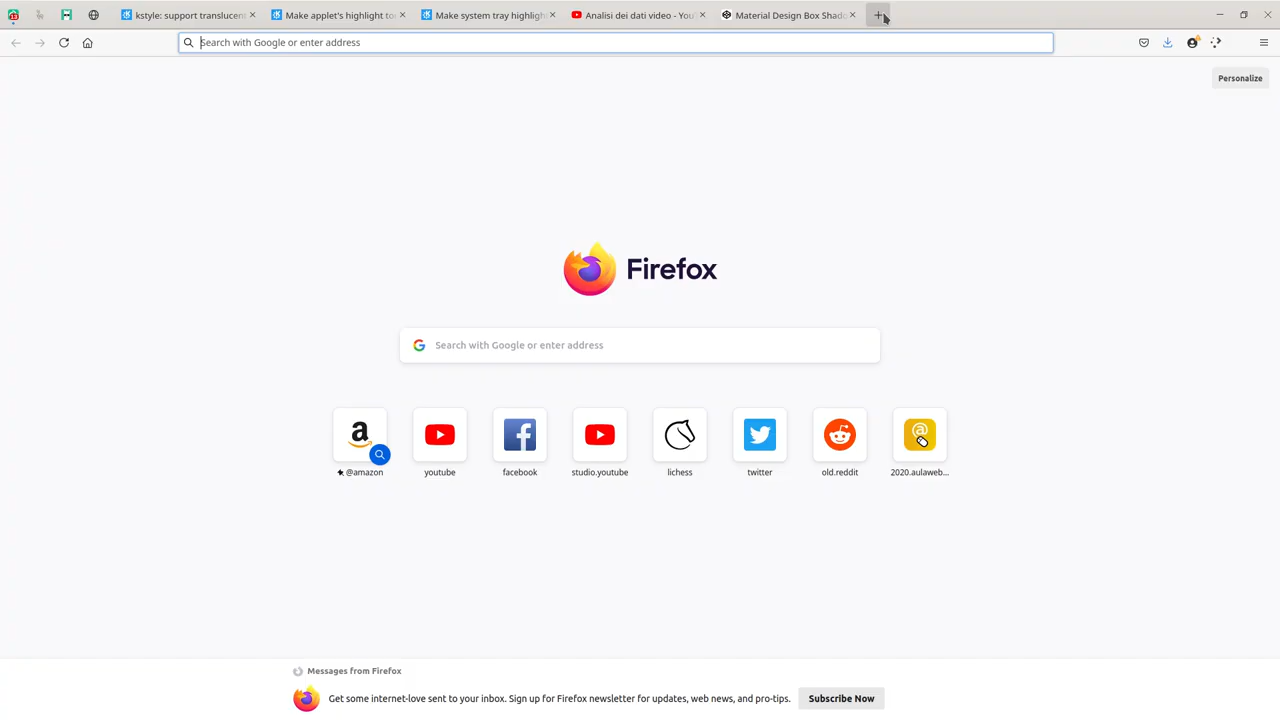 kstyle: support translucent
Make applet's highlight to
Make system tray highligh
Analisi dei dati video - You
Material Design Box Shado
Search with Google or enter address
Personalize
Firefox
Search with Google or enter address
@amazon
youtube
facebook
studio.youtube
lichess
twitter
old.reddit
2020.aulaweb...
Messages from Firefox
Get some internet-love sent to your inbox. Sign up for Firefox newsletter for updates, web news, and pro-tips.
Subscribe Now